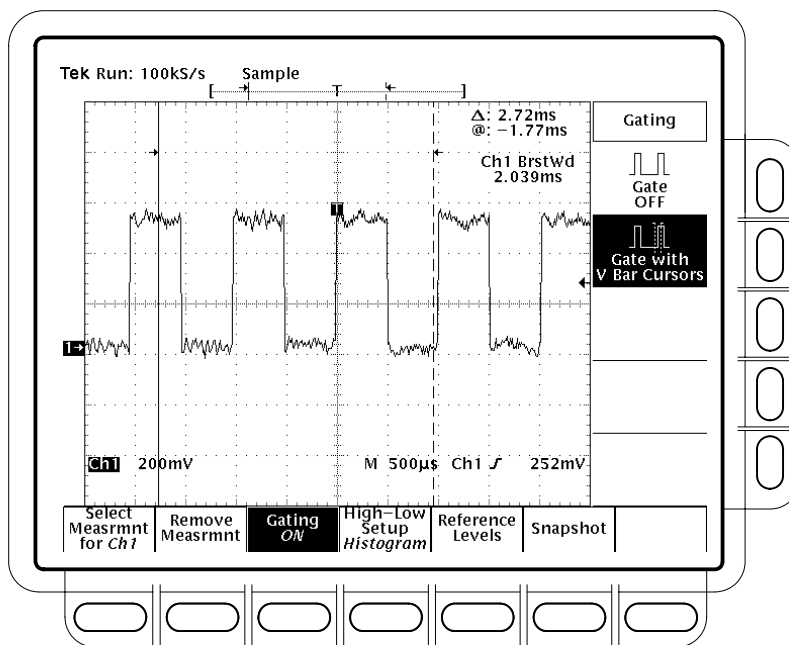 Tek Run: 100kS/s Sample
[ T ]
Δ: 2.72ms
@: −1.77ms
Ch1 BrstWd
2.039ms
T
1→
Ch1 200mV M 500µs Ch1 252mV
Gating
Gate
OFF
Gate with
V Bar Cursors
Select
Measrmnt
for Ch1
Remove
Measrmnt
Gating
ON
High−Low
Setup
Histogram
Reference
Levels
Snapshot